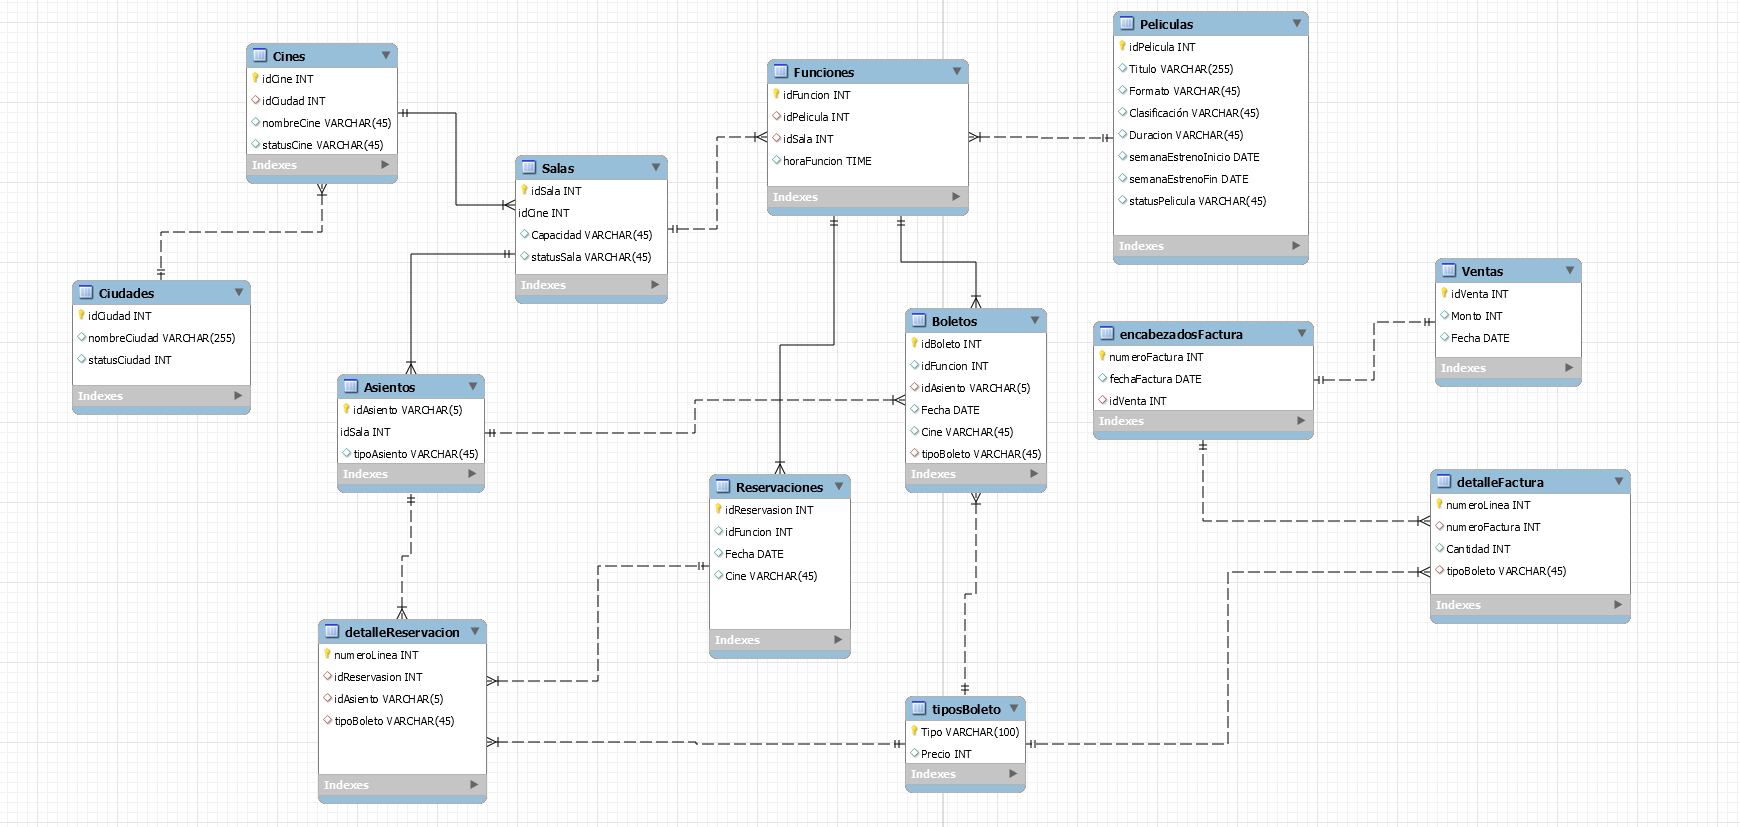 Cines
idCine INT
idCiudad INT
nombreCine VARCHAR(45)
statusCine VARCHAR(45)
Indexes
Ciudades
idCiudad INT
nombreCiudad VARCHAR(255)
statusCiudad INT
Indexes
Salas
idSala INT
idCine INT
Capacidad VARCHAR(45)
statusSala VARCHAR(45)
Indexes
Funciones
idFuncion INT
idPelicula INT
idSala INT
horaFuncion TIME
Indexes
Peliculas
idPelicula INT
Titulo VARCHAR(255)
Formato VARCHAR(45)
Clasificación VARCHAR(45)
Duracion VARCHAR(45)
semanaEstrenoInicio DATE
semanaEstrenoFin DATE
statusPelicula VARCHAR(45)
Indexes
Ventas
idVenta INT
Monto INT
Fecha DATE
Indexes
encabezadosFactura
numeroFactura INT
fechaFactura DATE
idVenta INT
Indexes
Boletos
idBoleto INT
idFuncion INT
idAsiento VARCHAR(5)
Fecha DATE
Cine VARCHAR(45)
tipoBoleto VARCHAR(45)
Indexes
Asientos
idAsiento VARCHAR(5)
idSala INT
tipoAsiento VARCHAR(45)
Indexes
Reservaciones
idReservasion INT
idFuncion INT
Fecha DATE
Cine VARCHAR(45)
Indexes
detalleFactura
numeroLinea INT
numeroFactura INT
Cantidad INT
tipoBoleto VARCHAR(45)
Indexes
detalleReservacion
numeroLinea INT
idReservasion INT
idAsiento VARCHAR(5)
tipoBoleto VARCHAR(45)
Indexes
tiposBoleto
Tipo VARCHAR(100)
Precio INT
Indexes